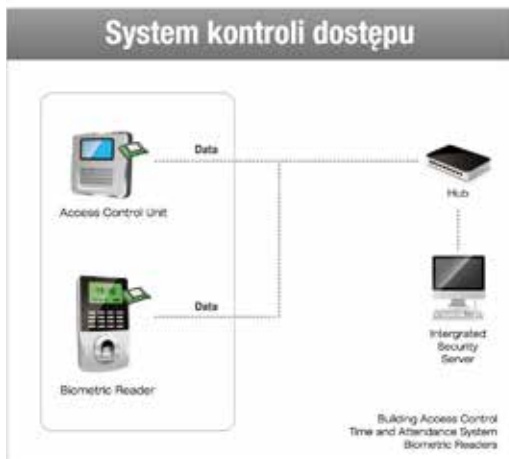 System kontroli dostępu
Data
Access Control Unit
Hub
Data
Intergrated
Security
Server
Biometric Reader
Building Access Control
Time and Attendance System
Biometric Readers